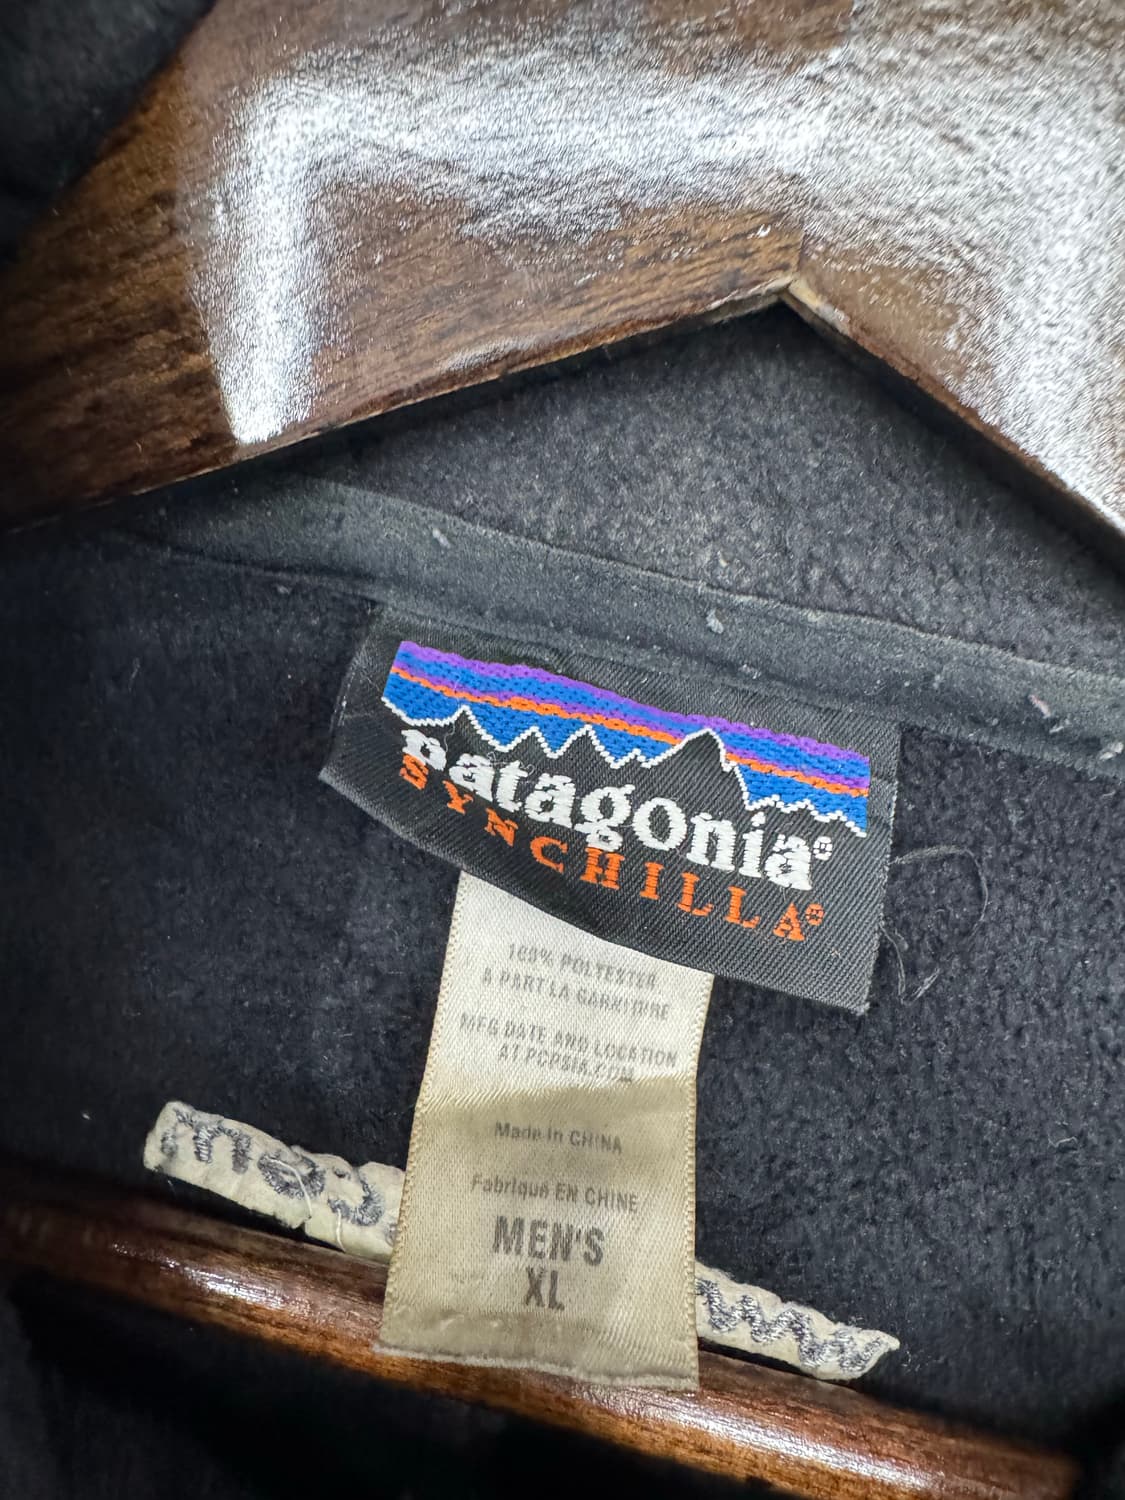 patagonia®
SYNCHILLA®
100% POLYESTER
À PART LA GARNITURE
MFG DATE AND LOCATION
AT PCPSIA.COM
Made in CHINA
Fabriqué EN CHINE
MEN'S
XL